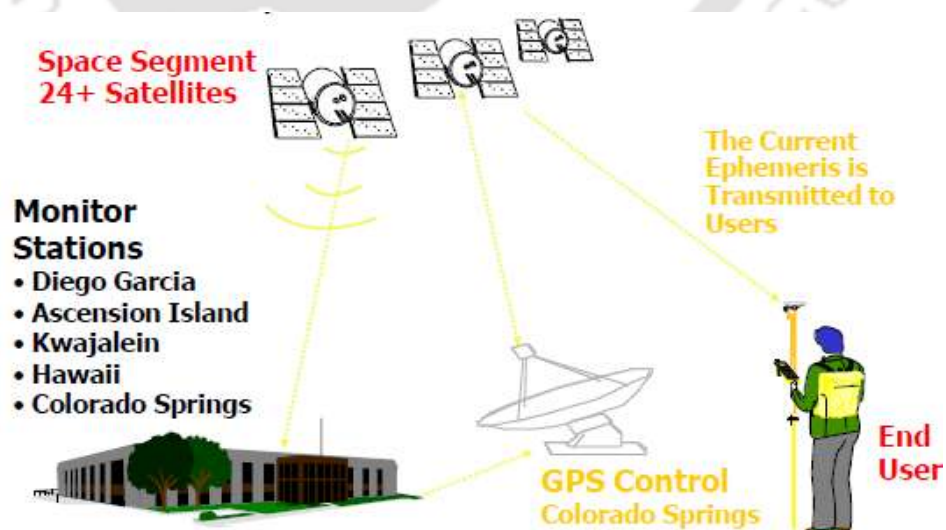 Space Segment
24+ Satellites
The Current
Ephemeris is
Transmitted to
Users
Monitor
Stations
• Diego Garcia
• Ascension Island
• Kwajalein
• Hawaii
• Colorado Springs
GPS Control
Colorado Springs
End
User